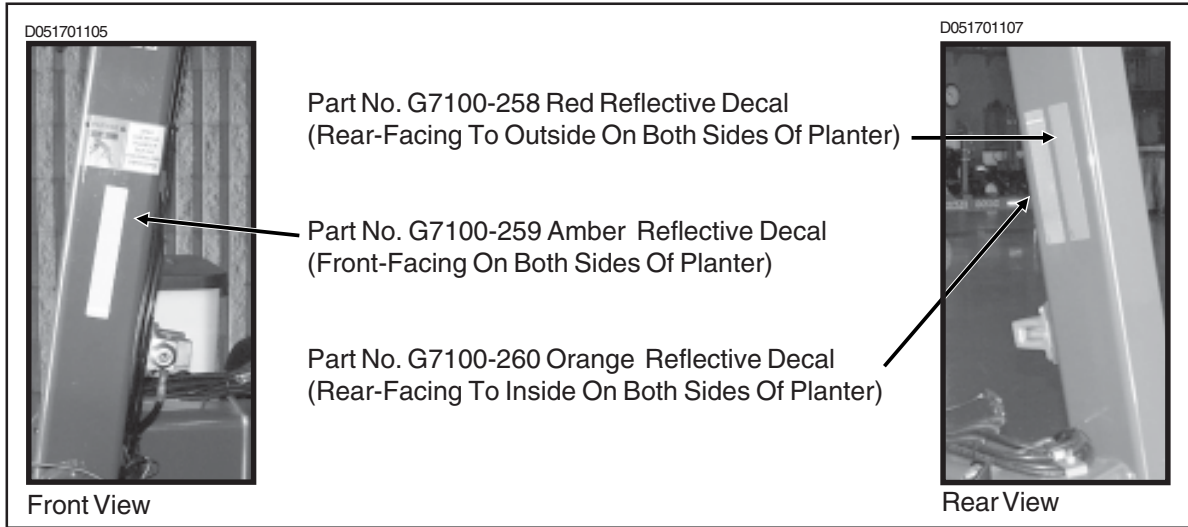 D051701105
D051701107
Part No. G7100-258 Red Reflective Decal
(Rear-Facing To Outside On Both Sides Of Planter)
Part No. G7100-259 Amber Reflective Decal
(Front-Facing On Both Sides Of Planter)
Part No. G7100-260 Orange Reflective Decal
(Rear-Facing To Inside On Both Sides Of Planter)
Front View
Rear View